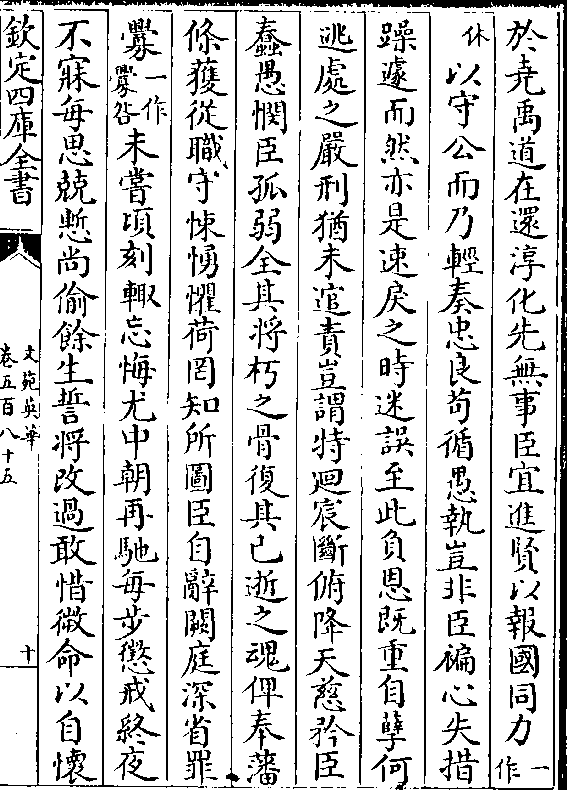 於堯禹道在還淳化先無事臣宜進賢以報國同力一作
休以守公而乃輕奏忠良苟循愚執豈非臣褊心失措
躁遽而然亦是速戾之時迷誤至此負恩既重自孽何
逃處之嚴刑猶未逭責豈謂特廻宸斷俯降天慈矜臣
蠢愚憫臣孤弱全其將朽之骨復其已逝之魂俾奉藩
條獲從職守悚慂懼荷罔知所圖臣自辭闕庭深省罪
釁一作釁咎未嘗頃刻輙忘悔尤中朝再馳每步懲戒終夜
不寐每思兢慙尚偷餘生誓將改過敢惜微命以自懷
欽定四庫全書
文苑英華
卷五百八十五
十